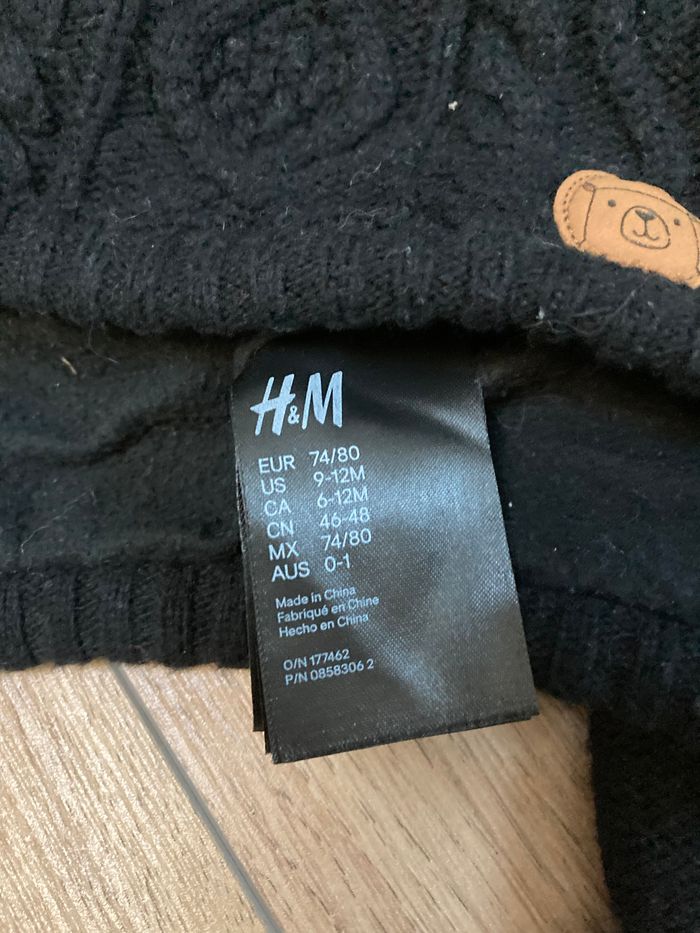 H&M
EUR 74/80
US 9-12M
CA 6-12M
CN 46-48
MX 74/80
AUS 0-1
Made in China
Fabriqué en Chine
Hecho en China
O/N 177462
P/N 0858306 2